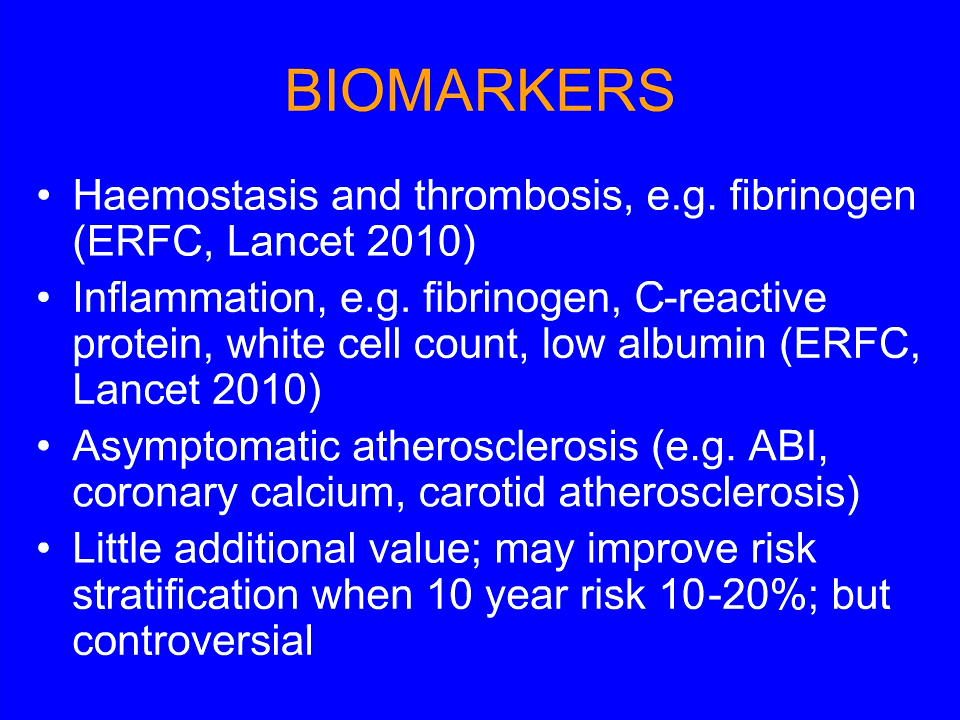 BIOMARKERS
• Haemostasis and thrombosis, e.g. fibrinogen
(ERFC, Lancet 2010)
• Inflammation, e.g. fibrinogen, C-reactive
protein, white cell count, low albumin (ERFC,
Lancet 2010)
• Asymptomatic atherosclerosis (e.g. ABI,
coronary calcium, carotid atherosclerosis)
• Little additional value; may improve risk
stratification when 10 year risk 10-20%; but
controversial